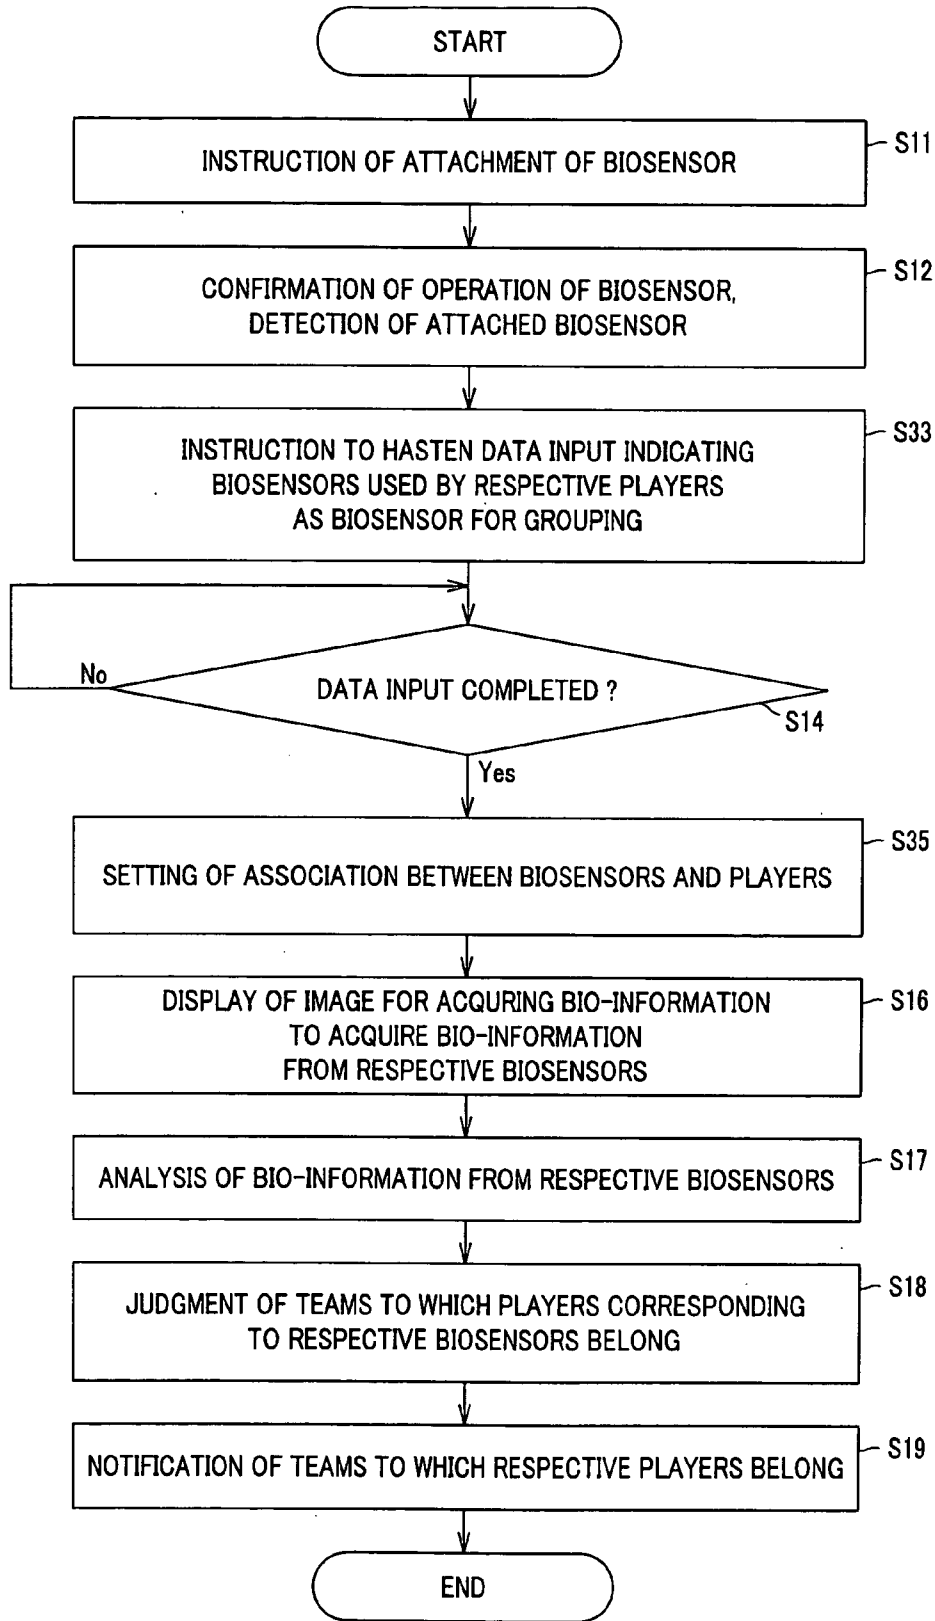 START
INSTRUCTION OF ATTACHMENT OF BIOSENSOR
S11
CONFIRMATION OF OPERATION OF BIOSENSOR,
DETECTION OF ATTACHED BIOSENSOR
S12
INSTRUCTION TO HASTEN DATA INPUT INDICATING
BIOSENSORS USED BY RESPECTIVE PLAYERS
AS BIOSENSOR FOR GROUPING
S33
No
DATA INPUT COMPLETED ?
S14
Yes
SETTING OF ASSOCIATION BETWEEN BIOSENSORS AND PLAYERS
S35
DISPLAY OF IMAGE FOR ACQURING BIO-INFORMATION
TO ACQUIRE BIO-INFORMATION
FROM RESPECTIVE BIOSENSORS
S16
ANALYSIS OF BIO-INFORMATION FROM RESPECTIVE BIOSENSORS
S17
JUDGMENT OF TEAMS TO WHICH PLAYERS CORRESPONDING
TO RESPECTIVE BIOSENSORS BELONG
S18
NOTIFICATION OF TEAMS TO WHICH RESPECTIVE PLAYERS BELONG
S19
END